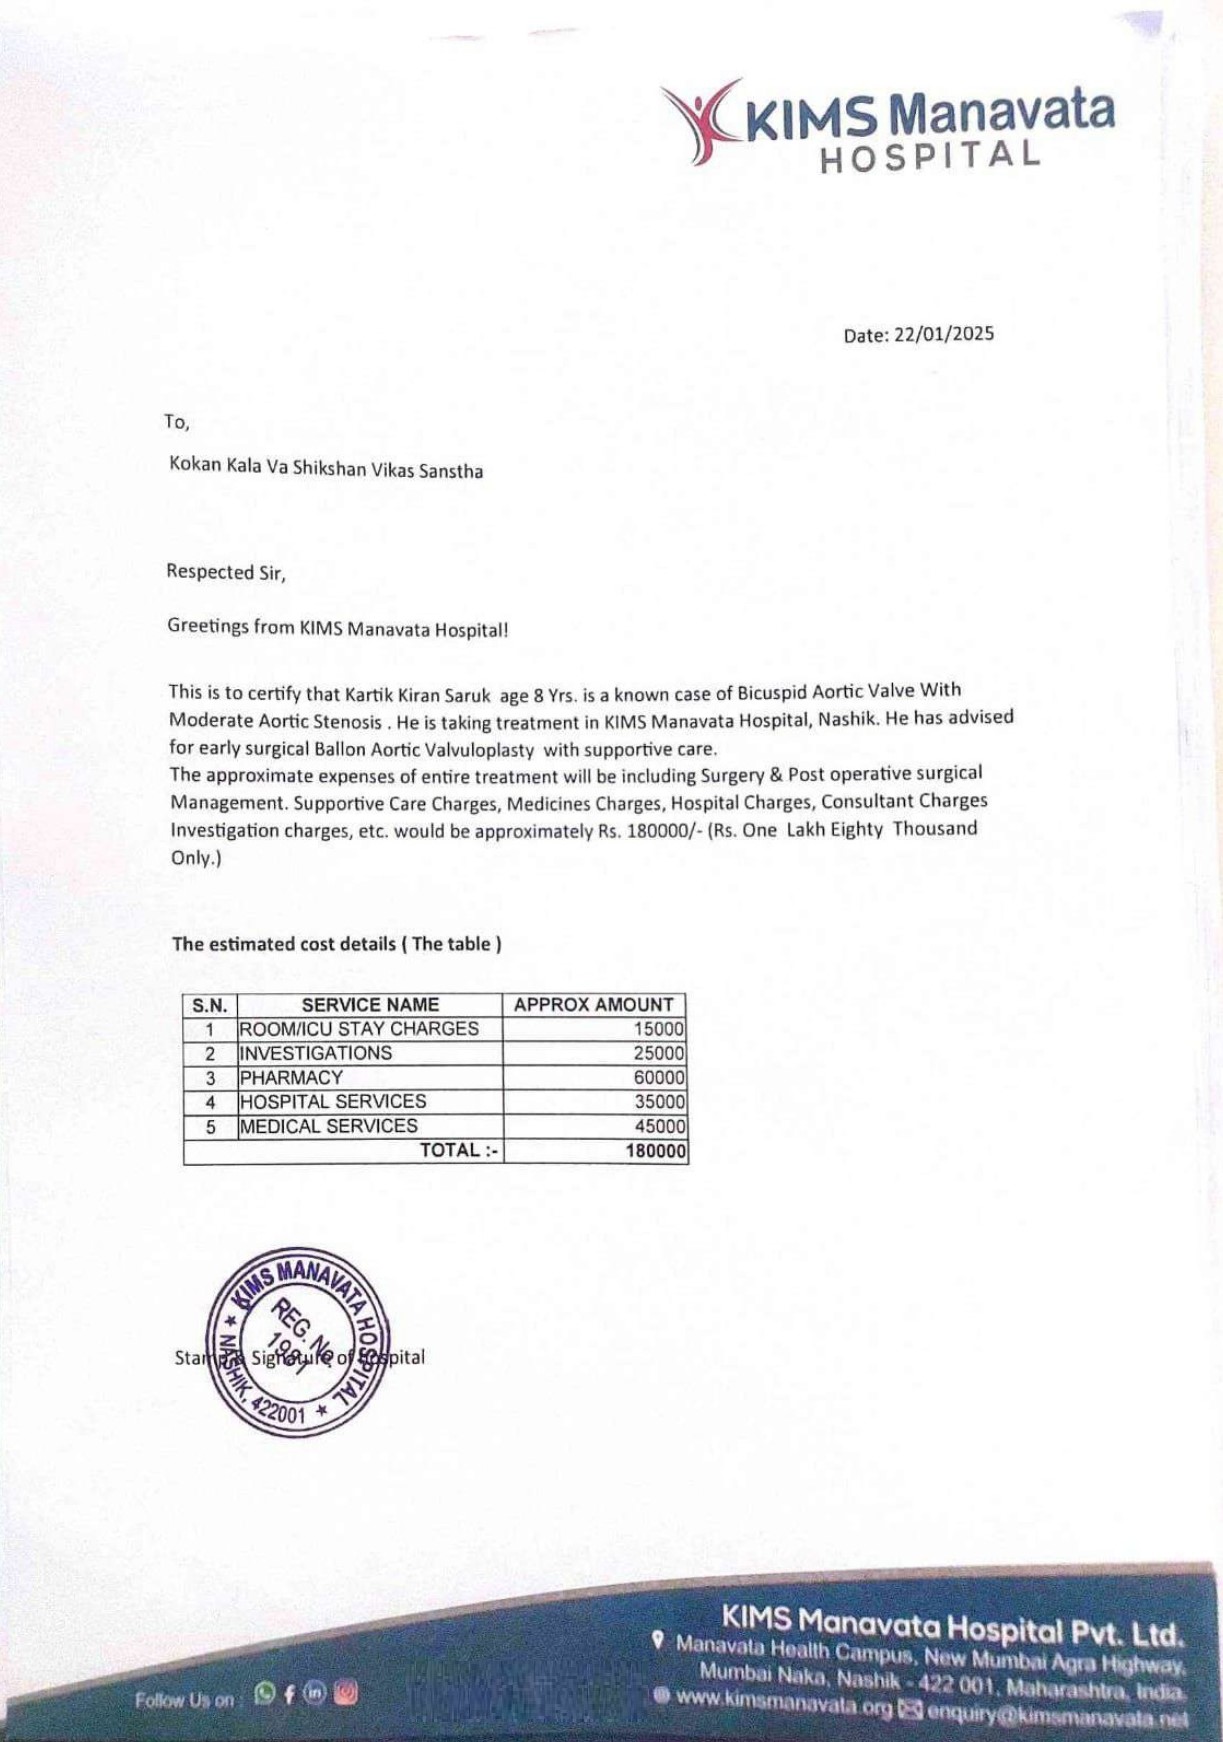 KIMS Manavata
HOSPITAL
Date: 22/01/2025
To,
Kokan Kala Va Shikshan Vikas Sanstha
Respected Sir,
Greetings from KIMS Manavata Hospital!
This is to certify that Kartik Kiran Saruk age 8 Yrs. is a known case of Bicuspid Aortic Valve With
Moderate Aortic Stenosis . He is taking treatment in KIMS Manavata Hospital, Nashik. He has advised
for early surgical Ballon Aortic Valvuloplasty with supportive care.
The approximate expenses of entire treatment will be including Surgery & Post operative surgical
Management. Supportive Care Charges, Medicines Charges, Hospital Charges, Consultant Charges
Investigation charges, etc. would be approximately Rs. 180000/- (Rs. One Lakh Eighty Thousand
Only.)
The estimated cost details ( The table )
S.N. SERVICE NAME APPROX AMOUNT
1 ROOM/ICU STAY CHARGES 15000
2 INVESTIGATIONS 25000
3 PHARMACY 60000
4 HOSPITAL SERVICES 35000
5 MEDICAL SERVICES 45000
TOTAL :- 180000
KIMS MANAVATA HOSPITAL
★ NASHIK, 422001 ★
REG. No
1991
Stamp & Signature of Hospital
KIMS Manavata Hospital Pvt. Ltd.
Manavata Health Campus, New Mumbai Agra Highway,
Mumbai Naka, Nashik - 422 001, Maharashtra, India.
www.kimsmanavata.org enquiry@kimsmanavata.net
Follow Us on :